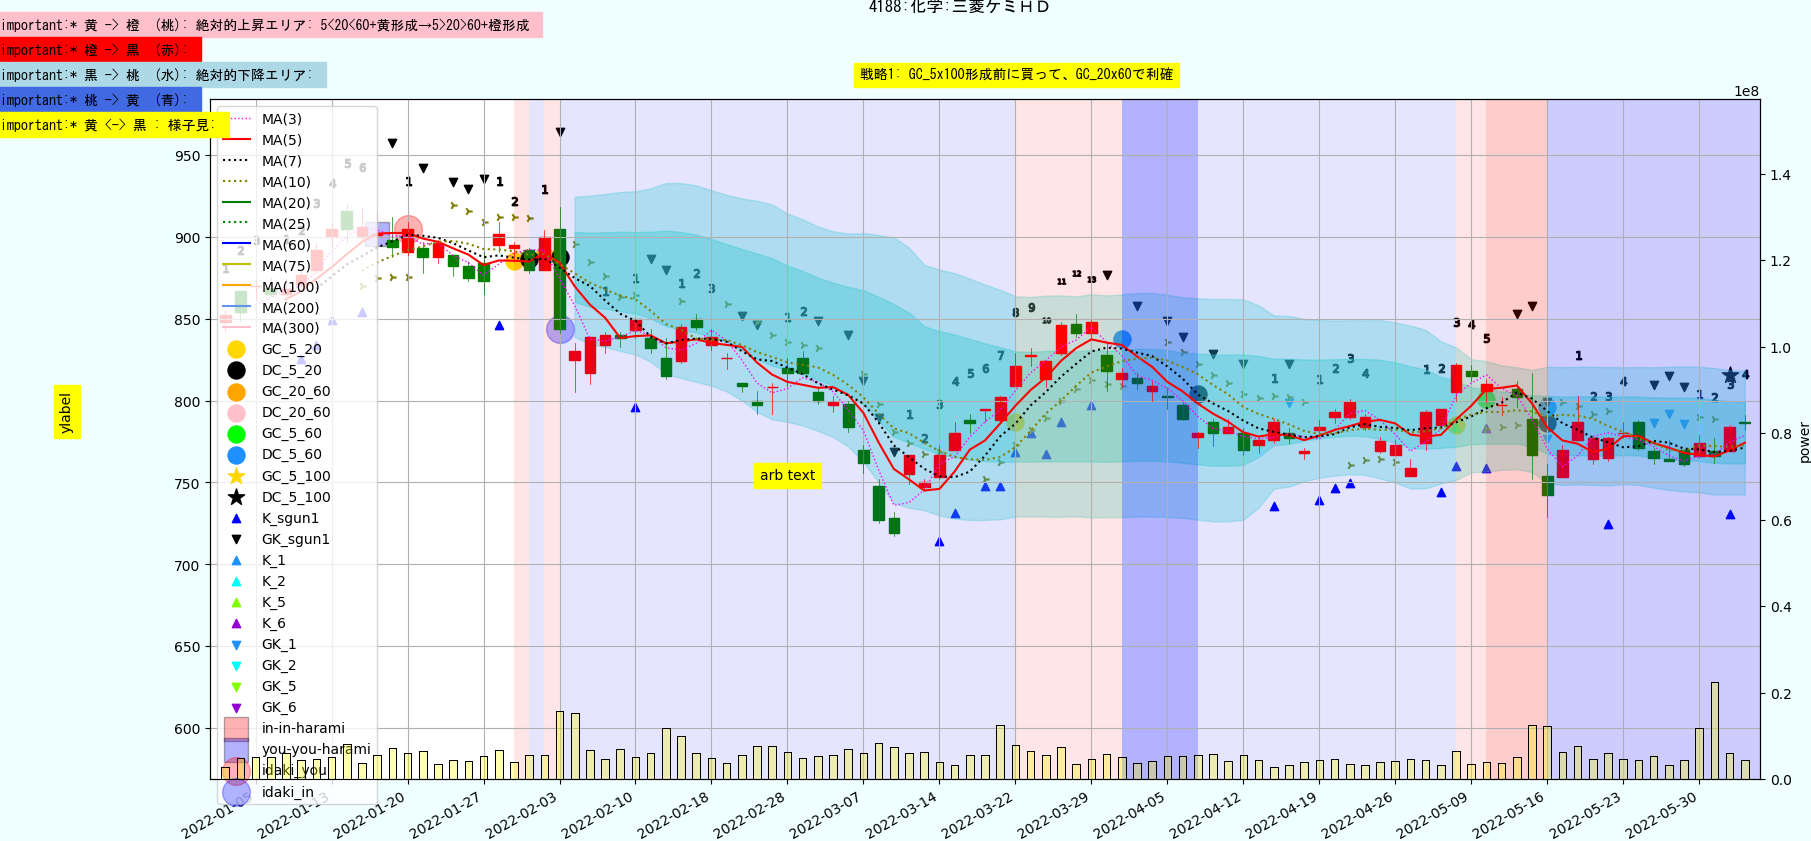 4188:化学:三菱ケミＨＤ
important:* 黄 -> 橙 （桃）: 絶対的上昇エリア: 5<20<60+黄形成→5>20>60+橙形成
important:* 橙 -> 黒 （赤）:
important:* 黒 -> 桃 （水）: 絶対的下降エリア:
戦略1: GC_5x100形成前に買って、GC_20x60で利確
important:* 桃 -> 黄 （青）:
important:* 黄 <-> 黒 : 様子見:
1e8
MA(3)
MA(5)
MA(7)
MA(10)
MA(20)
MA(25)
MA(60)
MA(75)
MA(100)
MA(200)
MA(300)
GC_5_20
DC_5_20
GC_20_60
DC_20_60
GC_5_60
DC_5_60
GC_5_100
DC_5_100
K_sgun1
GK_sgun1
K_1
K_2
K_5
K_6
GK_1
GK_2
GK_5
GK_6
in-in-harami
you-you-harami
idaki_you
idaki_in
950
900
850
800
750
700
650
600
ylabel
arb text
1.4
1.2
1.0
0.8
0.6
0.4
0.2
0.0
power
2022-01-05
2022-01-13
2022-01-20
2022-01-27
2022-02-03
2022-02-10
2022-02-18
2022-02-28
2022-03-07
2022-03-14
2022-03-22
2022-03-29
2022-04-05
2022-04-12
2022-04-19
2022-04-26
2022-05-09
2022-05-16
2022-05-23
2022-05-30